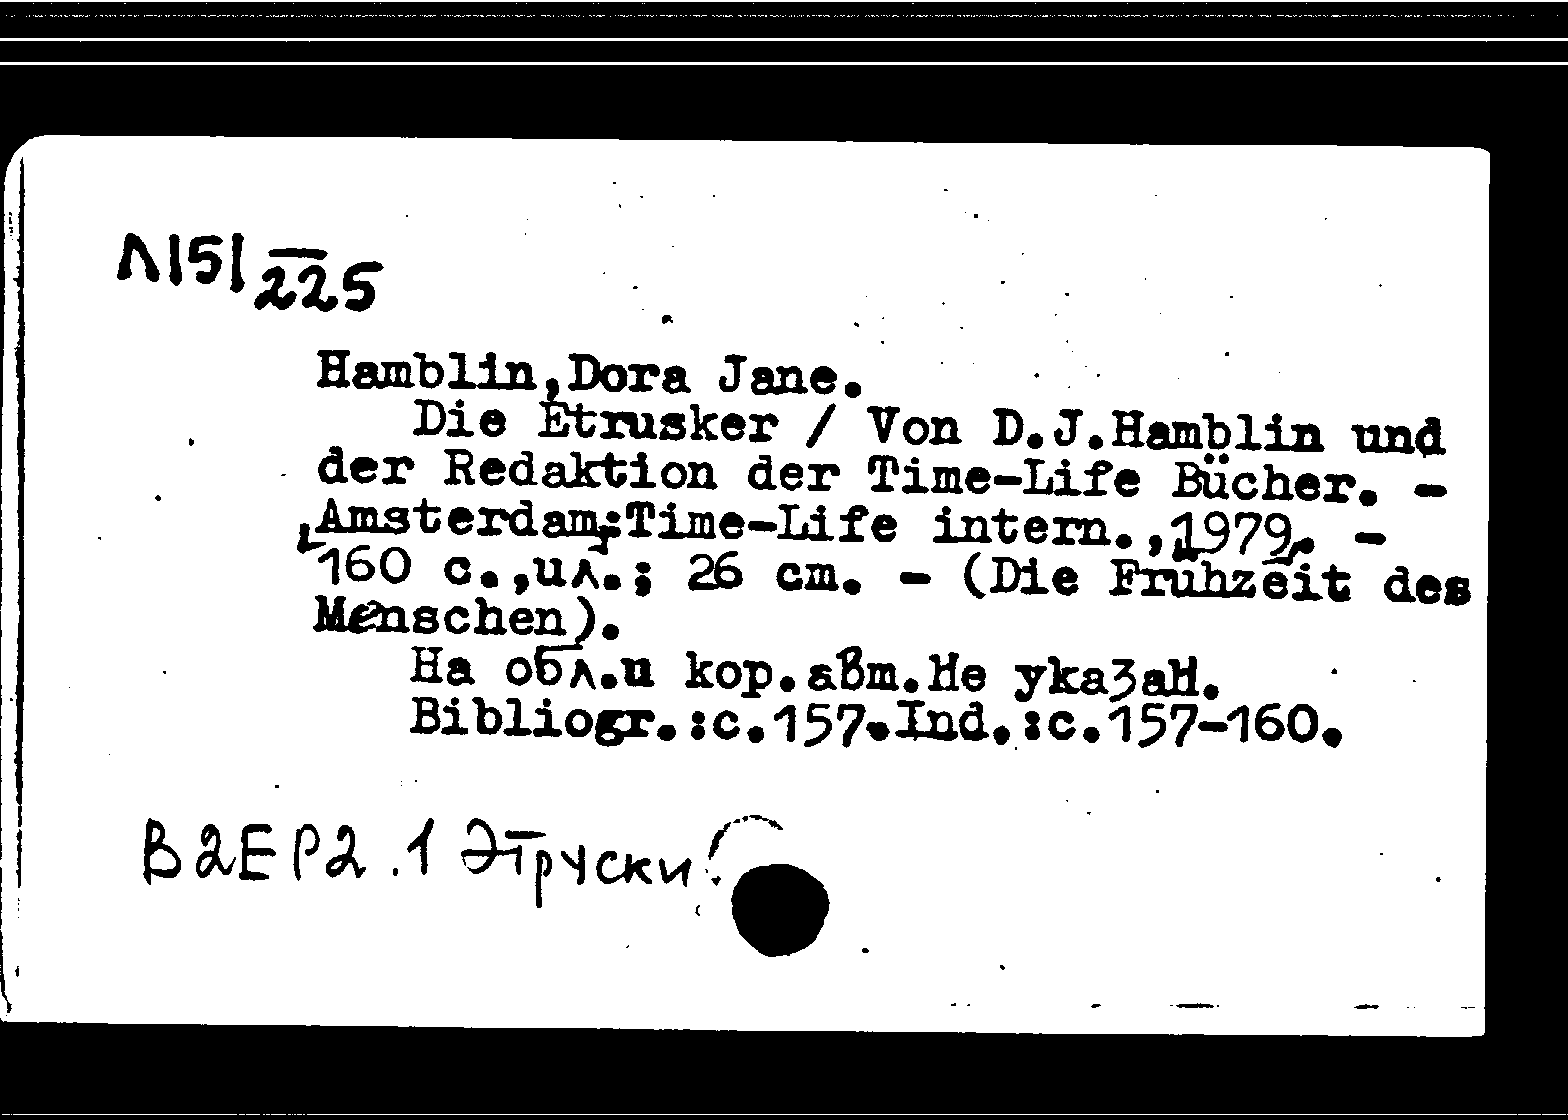 Л151/225
Hamblin,Dora Jane.
Die Etrusker / Von D.J.Hamblin und
der Redaktion der Time-Life Bücher. -
[Amsterdam]:Time-Life intern.,1979. -
160 с.,ил.; 26 cm. - (Die Frühzeit des
Menschen).
На обл.и кор.авт.не указан.
Bibliogr.:с.157.Ind.:с.157-160.
В2ЕР2.1 Этруски